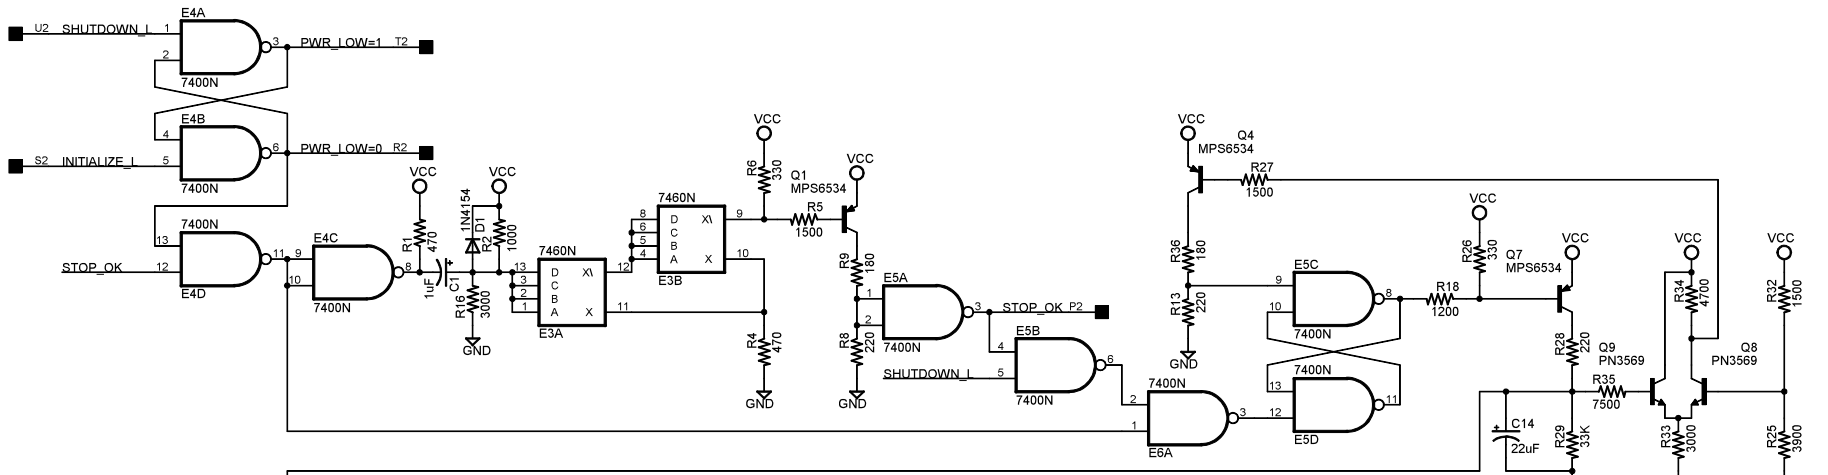 E4A
U2 SHUTDOWN_L 1
2
3 PWR_LOW=1 T2
7400N
E4B
4
S2 INITIALIZE_L 5
6 PWR_LOW=0 R2
7400N
7400N
13
STOP_OK 12
11
E4D
E4C
9
10
8
7400N
VCC
R1
470
1uF
+
C1
1N4154
D1
VCC
R2
1000
R16
3000
GND
7460N
13 D X\ 12
3 C
2 B
1 A X 11
E3A
7460N
8 D X\ 9
6 C
5 B
4 A X 10
E3B
VCC
R6
330
R4
470
GND
Q1
MPS6534
R5
1500
VCC
R9
180
R8
220
GND
E5A
1
2
3 STOP_OK P2
7400N
E5B
4
SHUTDOWN_L 5
6
7400N
7400N
2
1
3
E6A
VCC
Q4
MPS6534
R27
1500
R36
180
R13
220
GND
E5C
9
10
8
7400N
7400N
13
12
11
E5D
R18
1200
VCC
R26
330
Q7
MPS6534
VCC
R28
220
R35
7500
Q9
PN3569
VCC
R34
4700
Q8
PN3569
VCC
R32
1500
+
C14
22uF
R29
33K
R33
3000
R25
3900